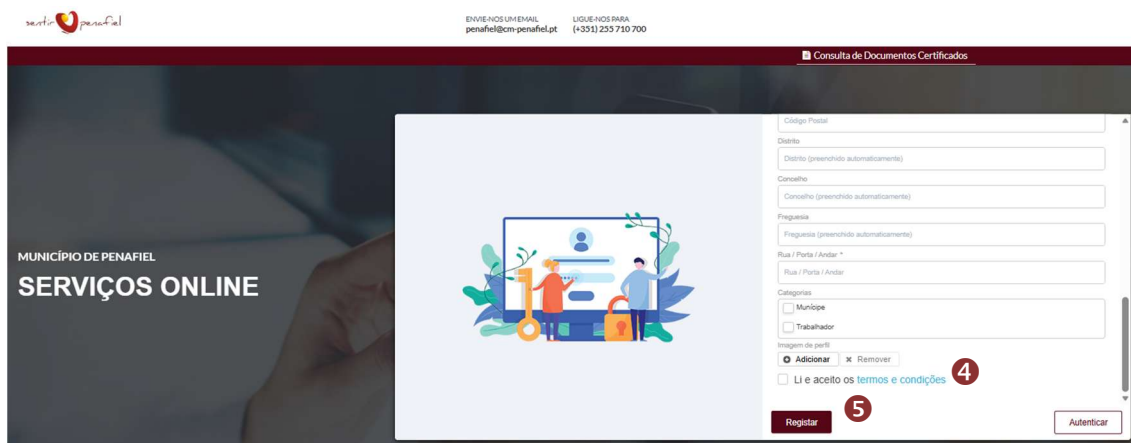 sentir penafiel
ENVIE-NOS UM EMAIL
penafiel@cm-penafiel.pt
LIGUE-NOS PARA
(+351) 255 710 700
Consulta de Documentos Certificados
MUNICÍPIO DE PENAFIEL
SERVIÇOS ONLINE
Código Postal
Distrito
Distrito (preenchido automaticamente)
Concelho
Concelho (preenchido automaticamente)
Freguesia
Freguesia (preenchido automaticamente)
Rua / Porta / Andar *
Rua / Porta / Andar
Categorias
Munícipe
Trabalhador
Imagem de perfil
Adicionar Remover
Li e aceito os termos e condições 4
5
Registar Autenticar